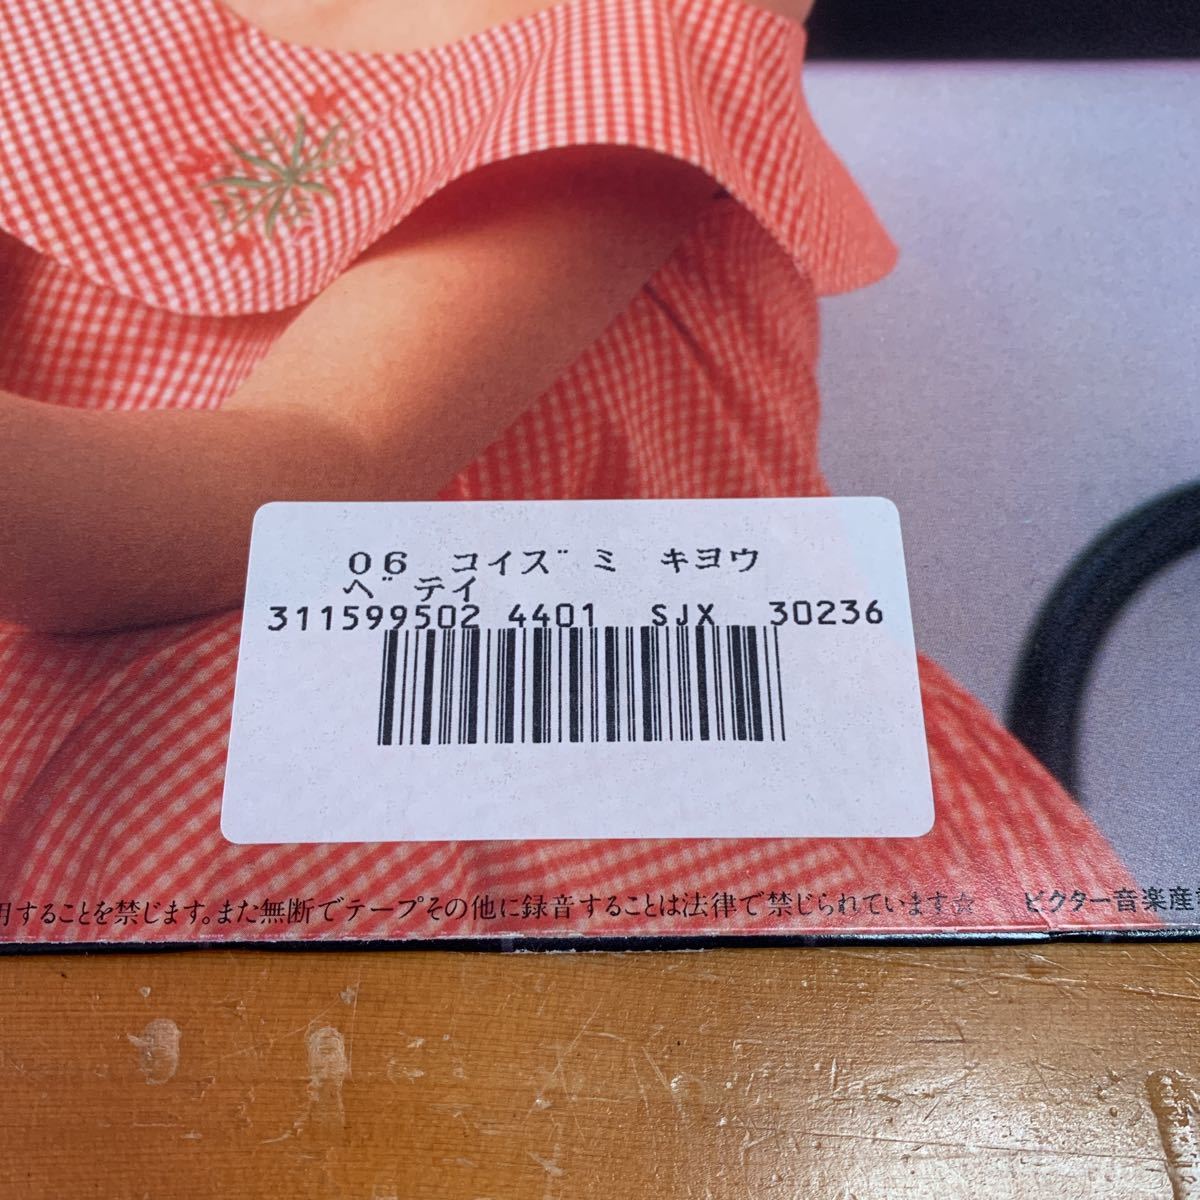 06 コイズミ キヨウ
ベテイ
311599502 4401 SJX 30236
用することを禁じます。また無断でテープその他に録音することは法律で禁じられています☆ ビクター音楽産